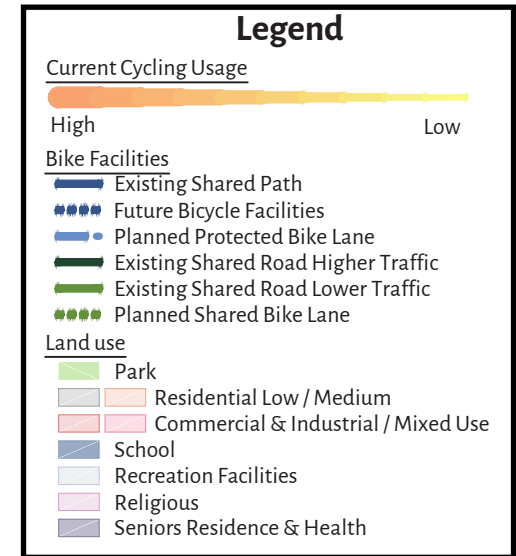 Legend
Current Cycling Usage
High Low
Bike Facilities
Existing Shared Path
Future Bicycle Facilities
Planned Protected Bike Lane
Existing Shared Road Higher Traffic
Existing Shared Road Lower Traffic
Planned Shared Bike Lane
Land use
Park
Residential Low / Medium
Commercial & Industrial / Mixed Use
School
Recreation Facilities
Religious
Seniors Residence & Health